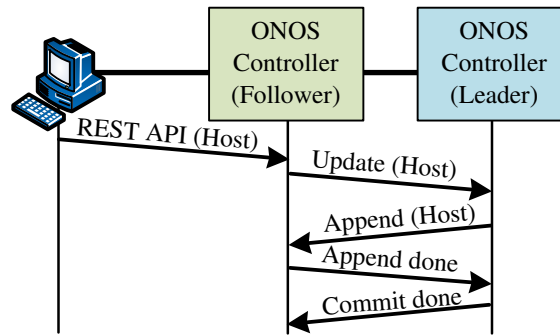 ONOS
Controller
(Follower)
ONOS
Controller
(Leader)
REST API (Host)
Update (Host)
Append (Host)
Append done
Commit done